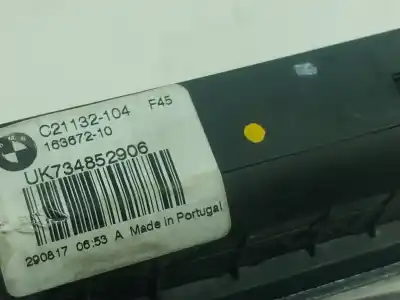 C21132-104 F45
163672-10
UK734852906
290817 06:53 A Made in Portugal